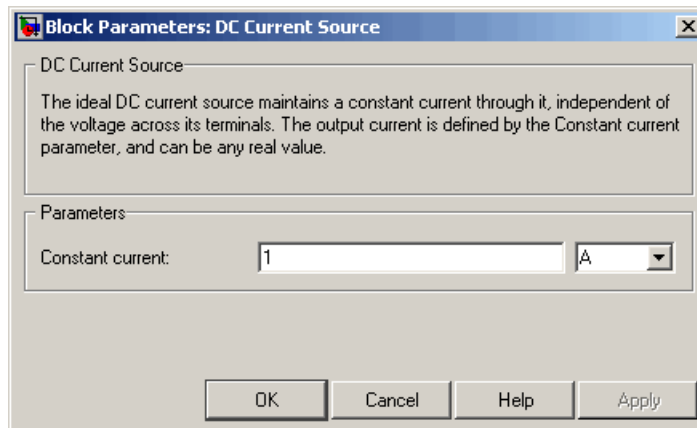 Block Parameters: DC Current Source
DC Current Source
The ideal DC current source maintains a constant current through it, independent of
the voltage across its terminals. The output current is defined by the Constant current
parameter, and can be any real value.
Parameters
Constant current: 1 A
OK Cancel Help Apply